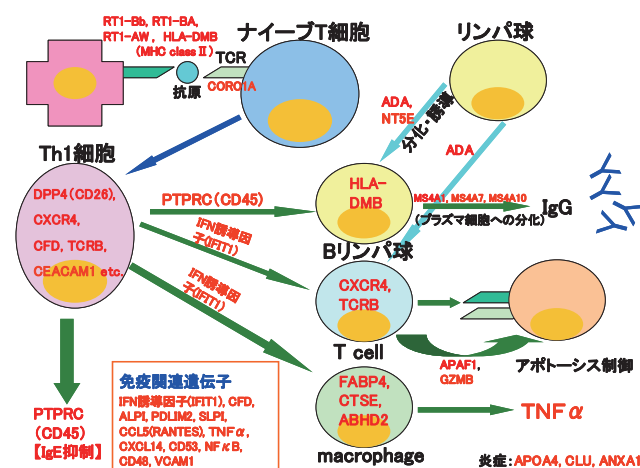 RT1-Bb, RT1-BA,
RT1-AW, HLA-DMB
(MHC classⅡ)
抗原
TCR
CORO1A
ナイーブT細胞
リンパ球
ADA,
NT5E
分化・誘導
ADA
Th1細胞
DPP4(CD26),
CXCR4,
CFD, TCRB,
CEACAM1 etc.
PTPRC(CD45)
HLA-
DMB
MS4A1, MS4A7, MS4A10
(プラズマ細胞への分化)
IgG
Bリンパ球
IFN誘導因
子(IFIT1)
IFN誘導因
子(IFIT1)
CXCR4,
TCRB
T cell
APAF1,
GZMB
アポトーシス制御
PTPRC
(CD45)
【IgE抑制】
免疫関連遺伝子
IFN誘導因子(IFIT1), CFD,
ALPI, PDLIM2, SLPI,
CCL5(RANTES), TNFα,
CXCL14, CD53, NFκB,
CD48, VCAM1
FABP4,
CTSE,
ABHD2
macrophage
TNFα
炎症：APOA4, CLU, ANXA1